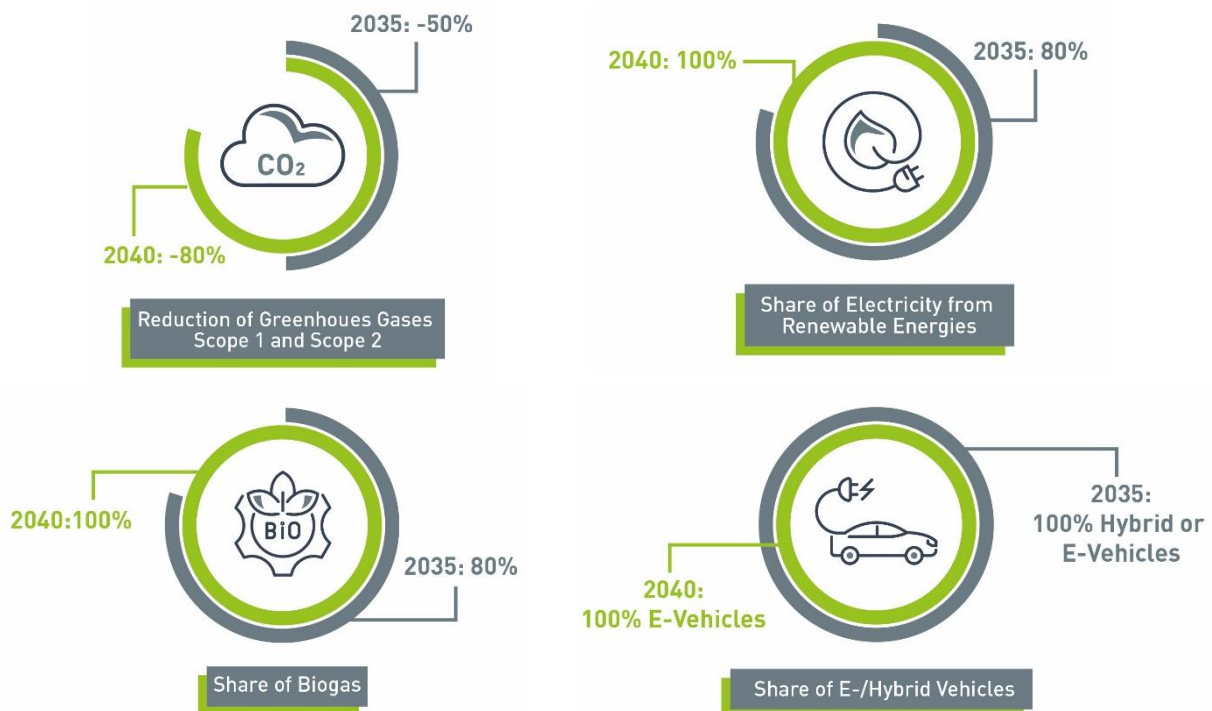 2035: -50%
CO₂
2040: -80%
Reduction of Greenhoues Gases
Scope 1 and Scope 2
2040: 100%
2035: 80%
Share of Electricity from
Renewable Energies
2040:100%
BiO
2035: 80%
Share of Biogas
2035:
100% Hybrid or
E-Vehicles
2040:
100% E-Vehicles
Share of E-/Hybrid Vehicles